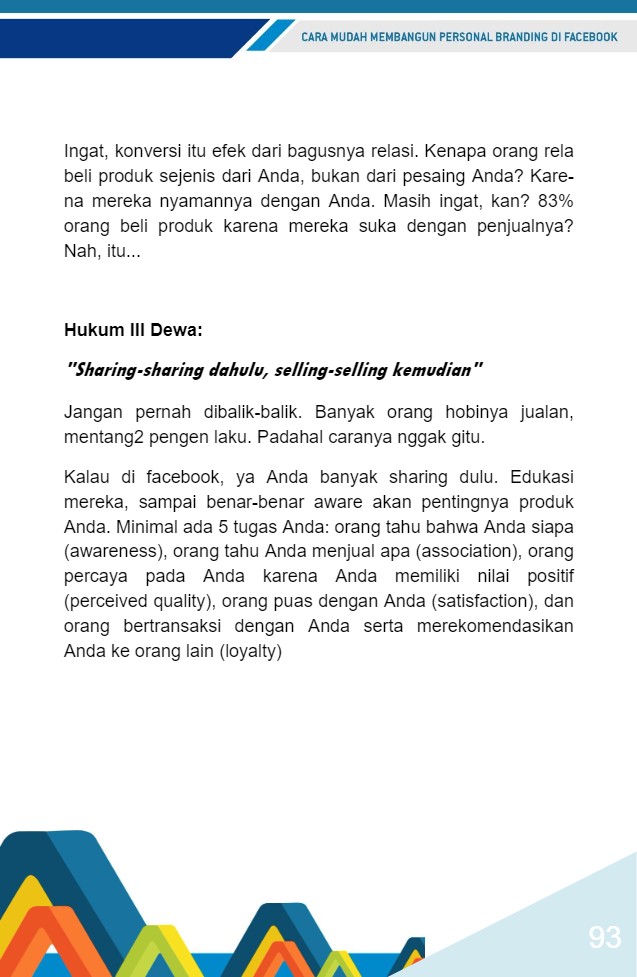 CARA MUDAH MEMBANGUN PERSONAL BRANDING DI FACEBOOK
Ingat, konversi itu efek dari bagusnya relasi. Kenapa orang rela
beli produk sejenis dari Anda, bukan dari pesaing Anda? Kare-
na mereka nyamannya dengan Anda. Masih ingat, kan? 83%
orang beli produk karena mereka suka dengan penjualnya?
Nah, itu...
Hukum III Dewa:
"Sharing-sharing dahulu, selling-selling kemudian"
Jangan pernah dibalik-balik. Banyak orang hobinya jualan,
mentang2 pengen laku. Padahal caranya nggak gitu.
Kalau di facebook, ya Anda banyak sharing dulu. Edukasi
mereka, sampai benar-benar aware akan pentingnya produk
Anda. Minimal ada 5 tugas Anda: orang tahu bahwa Anda siapa
(awareness), orang tahu Anda menjual apa (association), orang
percaya pada Anda karena Anda memiliki nilai positif
(perceived quality), orang puas dengan Anda (satisfaction), dan
orang bertransaksi dengan Anda serta merekomendasikan
Anda ke orang lain (loyalty)
93